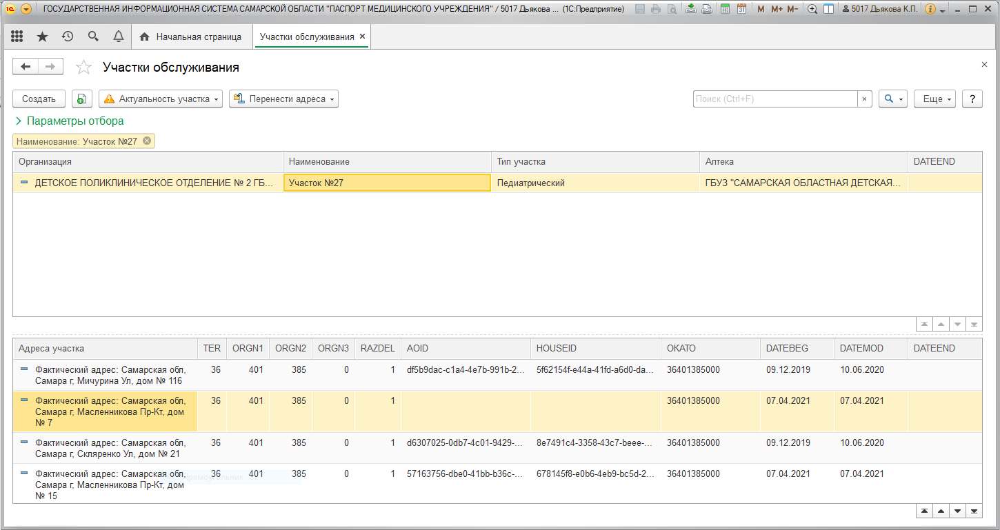 ГОСУДАРСТВЕННАЯ ИНФОРМАЦИОННАЯ СИСТЕМА САМАРСКОЙ ОБЛАСТИ "ПАСПОРТ МЕДИЦИНСКОГО УЧРЕЖДЕНИЯ" / 5017 Дьякова ... (1С:Предприятие) M M+ M- 5017 Дьякова К.П.
Начальная страница Участки обслуживания
Участки обслуживания
Создать Актуальность участка Перенести адреса Поиск (Ctrl+F) × Еще ?
Параметры отбора
Наименование: Участок №27
Организация Наименование Тип участка Аптека DATEEND
ДЕТСКОЕ ПОЛИКЛИНИЧЕСКОЕ ОТДЕЛЕНИЕ № 2 ГБ... Участок №27 Педиатрический ГБУЗ "САМАРСКАЯ ОБЛАСТНАЯ ДЕТСКАЯ...
Адреса участка TER ORGN1 ORGN2 ORGN3 RAZDEL AOID HOUSEID OKATO DATEBEG DATEMOD DATEEND
Фактический адрес: Самарская обл, 36 401 385 0 1 df5b9dac-c1a4-4e7b-991b-2... 5f62154f-e44a-41fd-a6d0-da... 36401385000 09.12.2019 10.06.2020
Самара г, Мичурина Ул, дом № 116
Фактический адрес: Самарская обл, 36 401 385 0 1 36401385000 07.04.2021 07.04.2021
Самара г, Масленникова Пр-Кт, дом
№ 7
Фактический адрес: Самарская обл, 36 401 385 0 1 d6307025-0db7-4c01-9429-... 8e7491c4-3358-43c7-beee-... 36401385000 09.12.2019 10.06.2020
Самара г, Скляренко Ул, дом № 21
Фактический адрес: Самарская обл, 36 401 385 0 1 57163756-dbe0-41bb-b36c-... 678145f8-e0b6-4eb9-bc5d-2... 36401385000 07.04.2021 07.04.2021
Прямоугольник
Самара г, Масленникова Пр-Кт, дом
№ 15